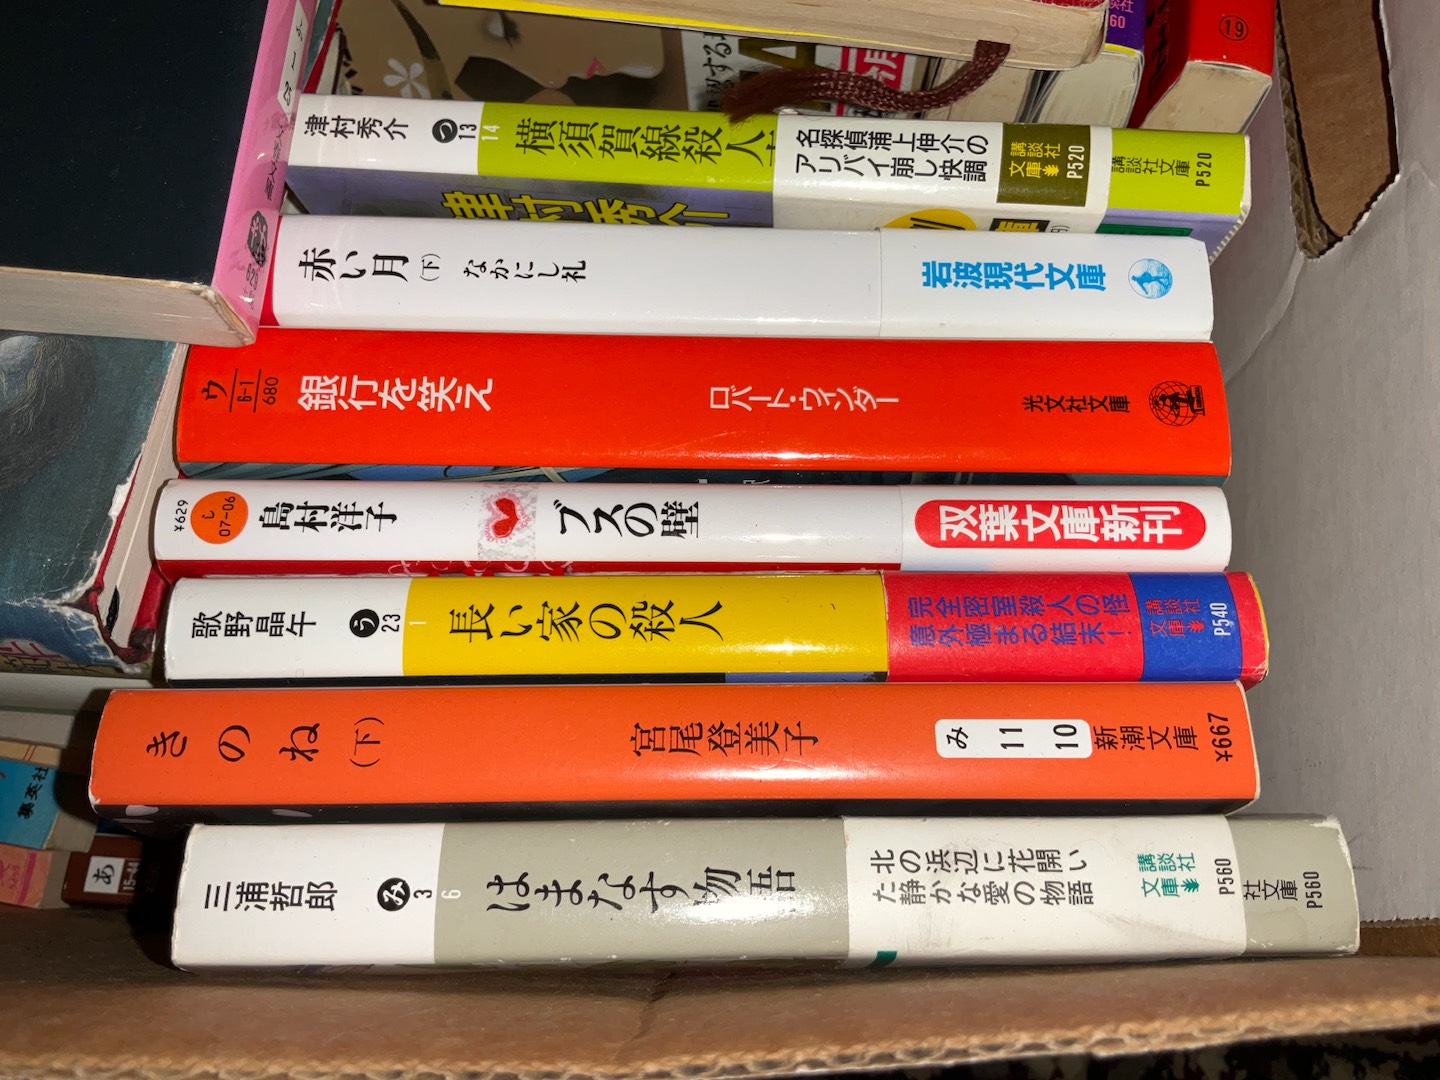 19
60
津村秀介
つ
13
14
横須賀線殺人
名探偵浦上伸介の
アリバイ崩し快調
講談社
文庫
P520
講談社文庫
P520
津村秀介
620
赤い月
(下)
なかにし礼
岩波現代文庫
ウ
6-1
680
銀行を笑え
ロバート・ウィンダー
光文社文庫
¥629
し
07-06
島村洋子
ブスの壁
双葉文庫新刊
歌野晶午
う
23
1
長い家の殺人
完全密室殺人の怪
意外極まる結末!
講談社
文庫
P540
きのね
(下)
宮尾登美子
み
11
10
新潮文庫
¥667
集英社
あ
15-44
三浦哲郎
み
3
6
はまなす物語
北の浜辺に花開い
た静かな愛の物語
講談社
文庫
P560
社文庫
P560